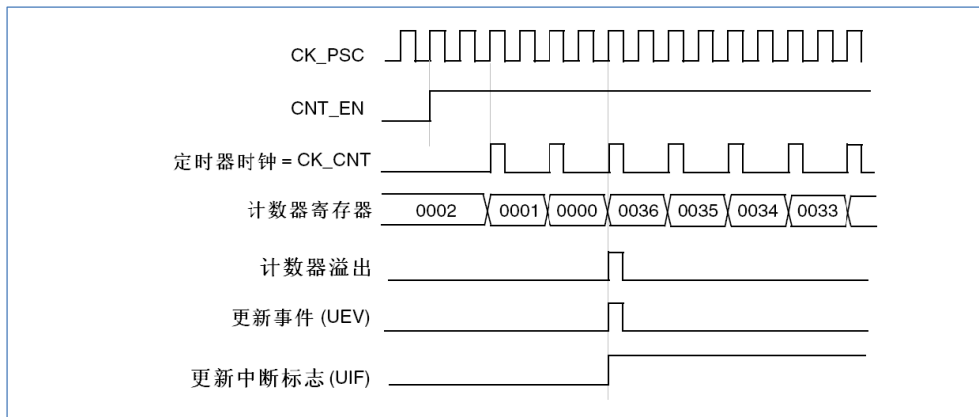 CK_PSC
CNT_EN
定时器时钟 = CK_CNT
计数器寄存器 0002 0001 0000 0036 0035 0034 0033
计数器溢出
更新事件 (UEV)
更新中断标志 (UIF)